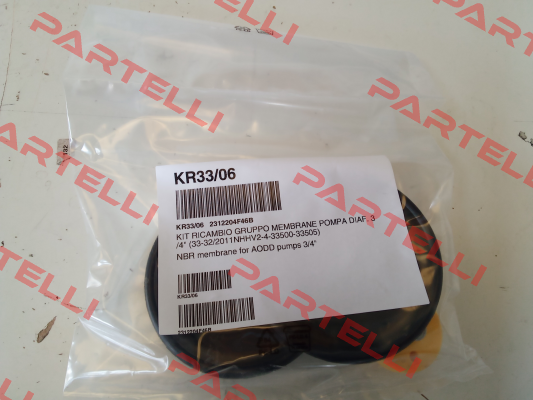 PARTELLI
PARTELLI
PARTELLI
PARTELLI
PARTELLI
PARTELLI
KR33/06
KR33/06 2312204F46B
KIT RICAMBIO GRUPPO MEMBRANE POMPA DIAF. 3
/4" (33-32/2011NHHV2-4-33500-33505)
NBR membrane for AODD pumps 3/4"
KR33/06
2312204F46B